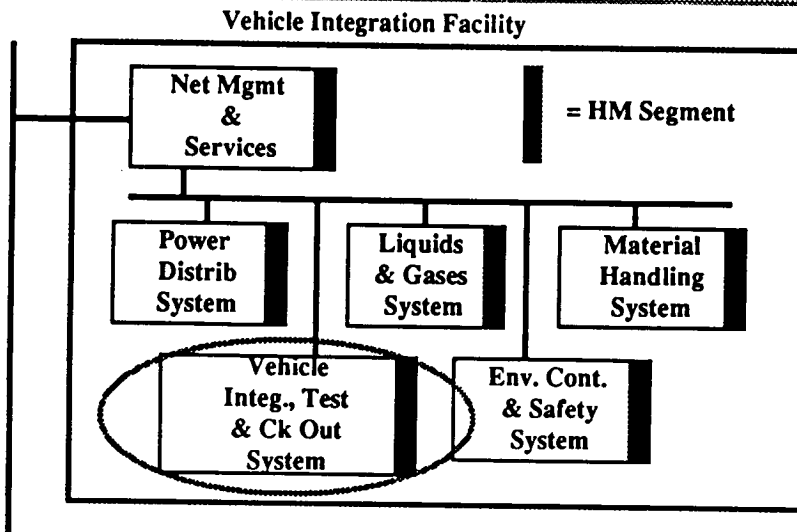 Vehicle Integration Facility
Net Mgmt
&
Services
= HM Segment
Power
Distrib
System
Liquids
& Gases
System
Material
Handling
System
Vehicle
Integ., Test
& Ck Out
System
Env. Cont.
& Safety
System